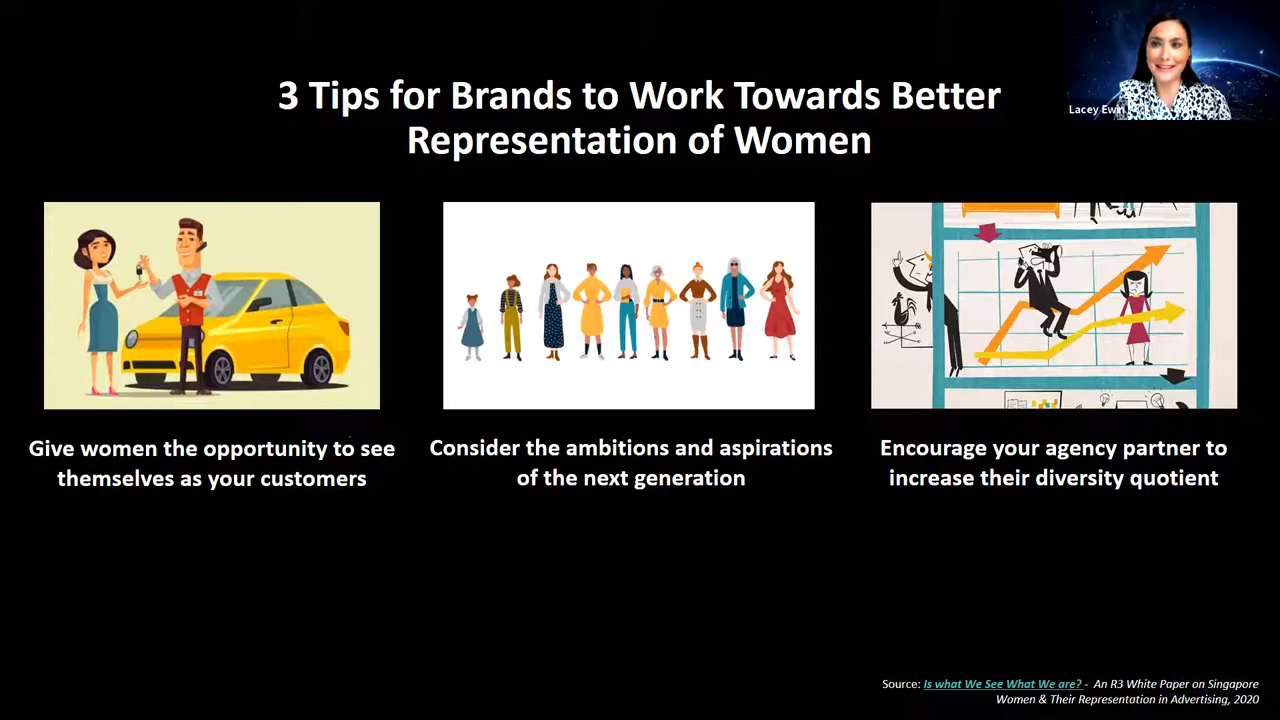 3 Tips for Brands to Work Towards Better
Representation of Women
Lacey Ewin
Give women the opportunity to see
themselves as your customers
Consider the ambitions and aspirations
of the next generation
Encourage your agency partner to
increase their diversity quotient
Source: Is what We See What We are? - An R3 White Paper on Singapore
Women & Their Representation in Advertising, 2020